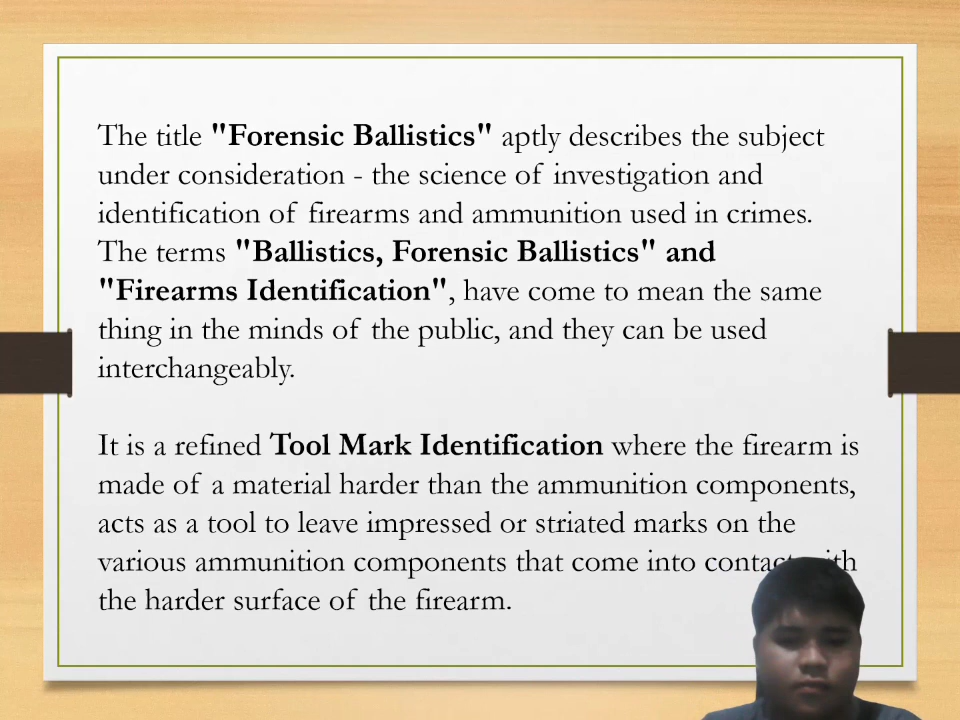 The title "Forensic Ballistics" aptly describes the subject
under consideration - the science of investigation and
identification of firearms and ammunition used in crimes.
The terms "Ballistics, Forensic Ballistics" and
"Firearms Identification", have come to mean the same
thing in the minds of the public, and they can be used
interchangeably.
It is a refined Tool Mark Identification where the firearm is
made of a material harder than the ammunition components,
acts as a tool to leave impressed or striated marks on the
various ammunition components that come into contact with
the harder surface of the firearm.